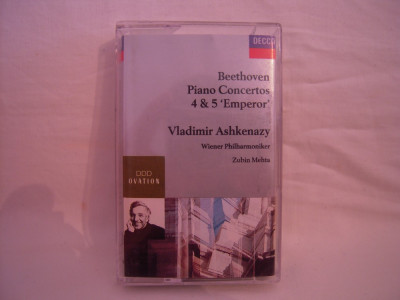 DECCA
Beethoven
Piano Concertos
4 & 5 'Emperor'
Vladimir Ashkenazy
Wiener Philharmoniker
Zubin Mehta
DDD
OVATION